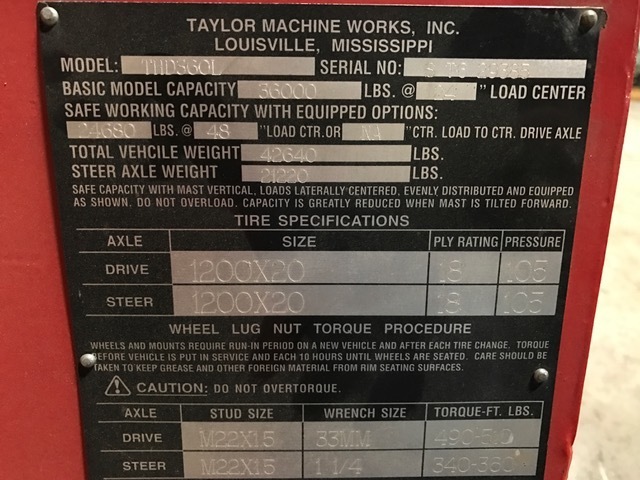 TAYLOR MACHINE WORKS, INC.
LOUISVILLE, MISSISSIPPI
MODEL: THD360L SERIAL NO:
BASIC MODEL CAPACITY 36000 LBS. @ "LOAD CENTER
SAFE WORKING CAPACITY WITH EQUIPPED OPTIONS:
24680 LBS. @ 48 "LOAD CTR. OR NA "CTR. LOAD TO CTR. DRIVE AXLE
TOTAL VEHCILE WEIGHT 42640 LBS.
STEER AXLE WEIGHT 21220 LBS.
SAFE CAPACITY WITH MAST VERTICAL, LOADS LATERALLY CENTERED, EVENLY DISTRIBUTED AND EQUIPPED
AS SHOWN. DO NOT OVERLOAD. CAPACITY IS GREATLY REDUCED WHEN MAST IS TILTED FORWARD.
TIRE SPECIFICATIONS
AXLE SIZE PLY RATING PRESSURE
DRIVE 1200X20 18 105
STEER 1200X20 18 105
WHEEL LUG NUT TORQUE PROCEDURE
WHEELS AND MOUNTS REQUIRE RUN-IN PERIOD ON A NEW VEHICLE AND AFTER EACH TIRE CHANGE. TORQUE
BEFORE VEHICLE IS PUT IN SERVICE AND EACH 10 HOURS UNTIL WHEELS ARE SEATED. CARE SHOULD BE
TAKEN TO KEEP GREASE AND OTHER FOREIGN MATERIAL FROM RIM SEATING SURFACES.
CAUTION: DO NOT OVERTORQUE.
AXLE STUD SIZE WRENCH SIZE TORQUE-FT. LBS.
DRIVE M22X15 33MM 490-510
STEER M22X15 1 1/4 340-360